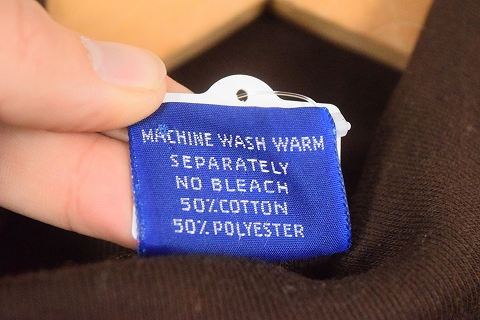 MACHINE WASH WARM
SEPARATELY
NO BLEACH
50%COTTON
50%POLYESTER